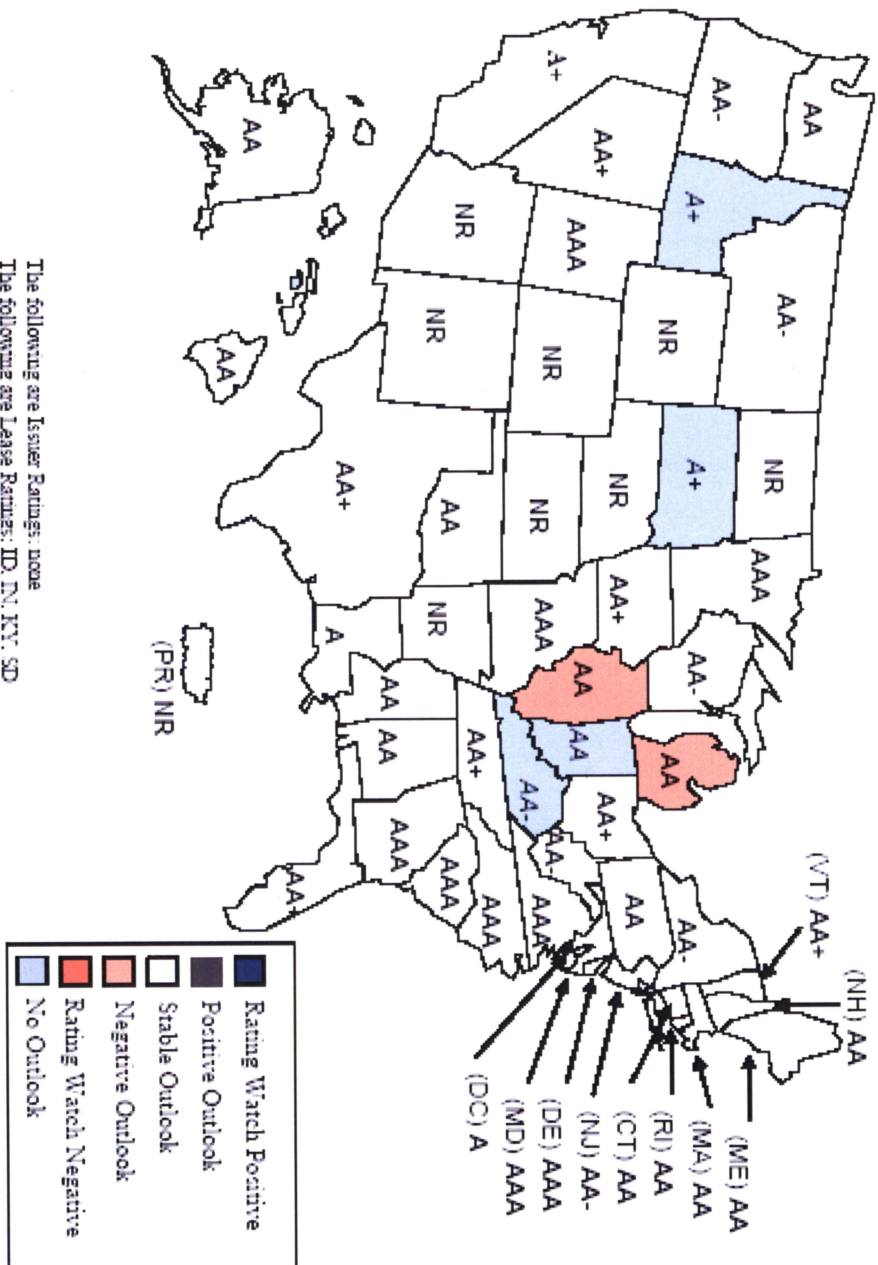 (NH) AA
(VT) AA+
AA
AA-
NR
AAA
(ME) AA
AA-
A+
A+
AA-
AA-
(MA) AA
NR
AA
AA
(RI) AA
AA+
NR
AA+
AA+
(CT) AA
A+
AAA
AA
AA
AA-
(NJ) AA-
NR
NR
AAA
AA-
AAA
(DE) AAA
(MD) AAA
AA+
AAA
(DC) A
NR
NR
AA
NR
AAA
AA
AA
AAA
AA+
A
AA+
AA
AA
(PR) NR
Rating Watch Positive
Positive Outlook
Stable Outlook
Negative Outlook
Rating Watch Negative
No Outlook
The following are Issuer Ratings: none
The following are Lease Ratings: ID, IN, KY, SD